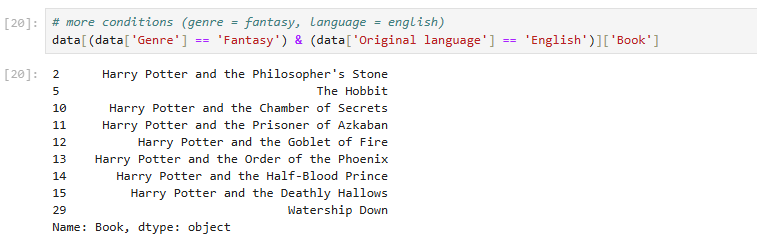 [20]: # more conditions (genre = fantasy, language = english)
data[(data['Genre'] == 'Fantasy') & (data['Original language'] == 'English')]['Book']
[20]: 2 Harry Potter and the Philosopher's Stone
5 The Hobbit
10 Harry Potter and the Chamber of Secrets
11 Harry Potter and the Prisoner of Azkaban
12 Harry Potter and the Goblet of Fire
13 Harry Potter and the Order of the Phoenix
14 Harry Potter and the Half-Blood Prince
15 Harry Potter and the Deathly Hallows
29 Watership Down
Name: Book, dtype: object